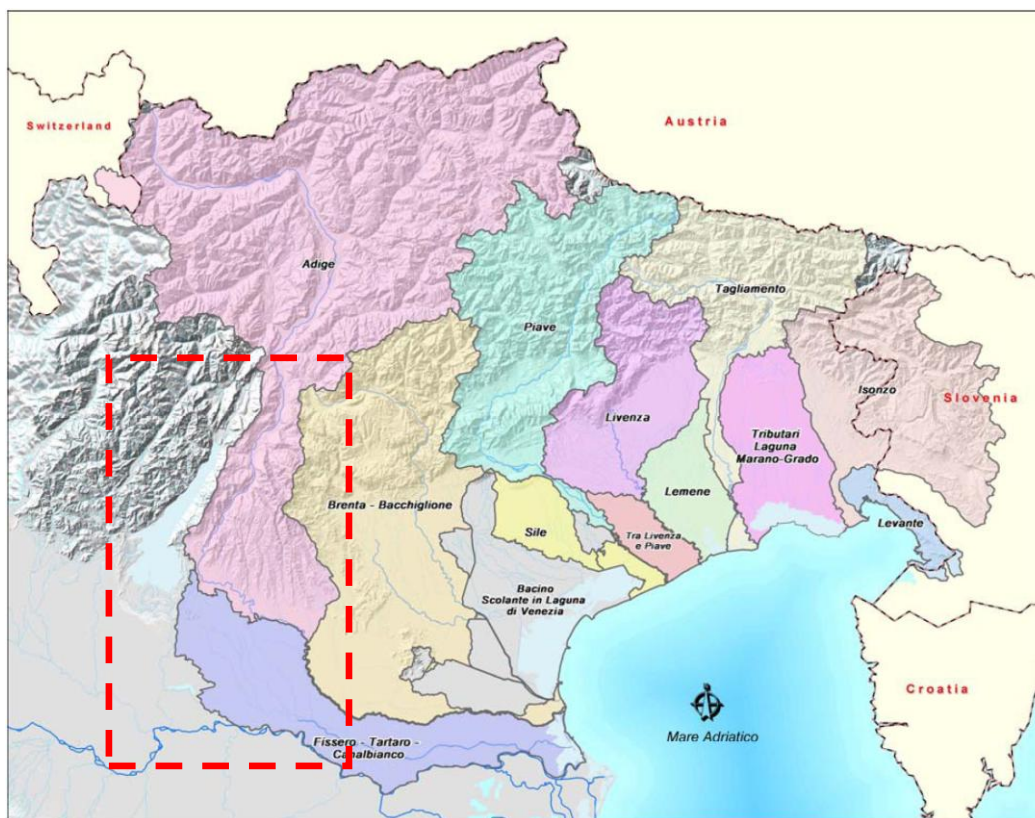 Switzerland
Austria
Adige
Tagliamento
Piave
Isonzo
Slovenia
Livenza
Tributari
Laguna
Marano-Grado
Lemene
Brenta - Bacchiglione
Levante
Sile
Tra Livenza
e Piave
Bacino
Scolante in Laguna
di Venezia
Croatia
Mare Adriatico
Fissero - Tartaro -
Canalbianco